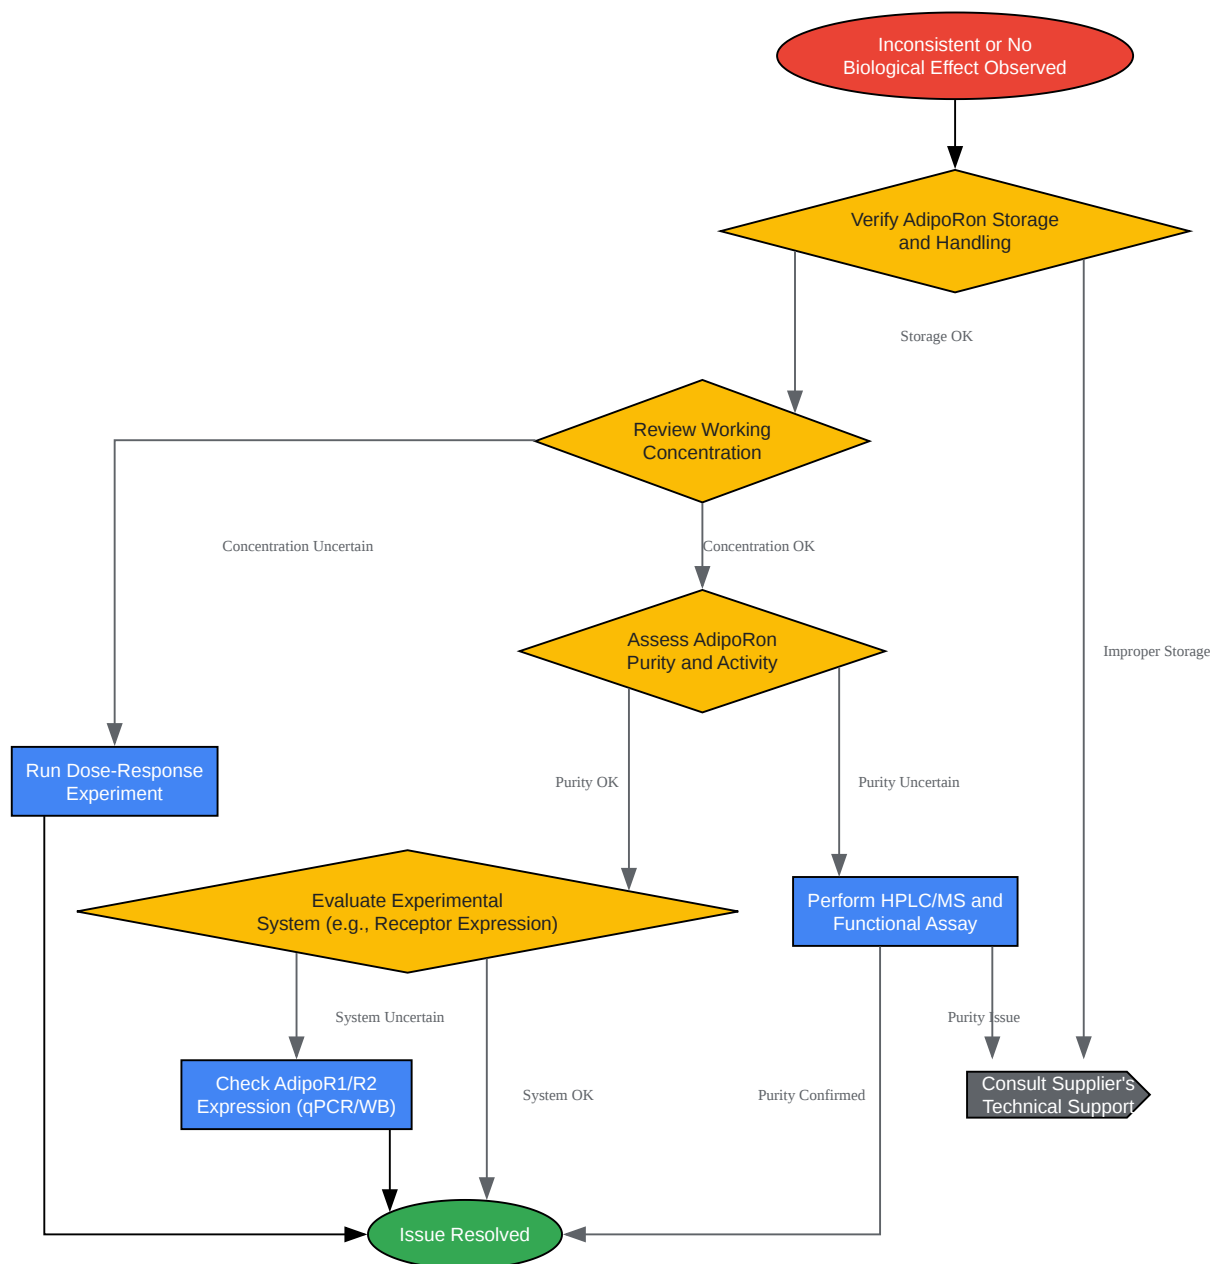 Inconsistent or No
Biological Effect Observed
Verify AdipoRon Storage
and Handling
Storage OK
Review Working
Concentration
Concentration Uncertain
Concentration OK
Assess AdipoRon
Purity and Activity
Improper Storage
Run Dose-Response
Experiment
Purity OK
Purity Uncertain
Evaluate Experimental
System (e.g., Receptor Expression)
Perform HPLC/MS and
Functional Assay
System Uncertain
Purity Issue
Check AdipoR1/R2
Expression (qPCR/WB)
System OK
Purity Confirmed
Consult Supplier's
Technical Support
Issue Resolved